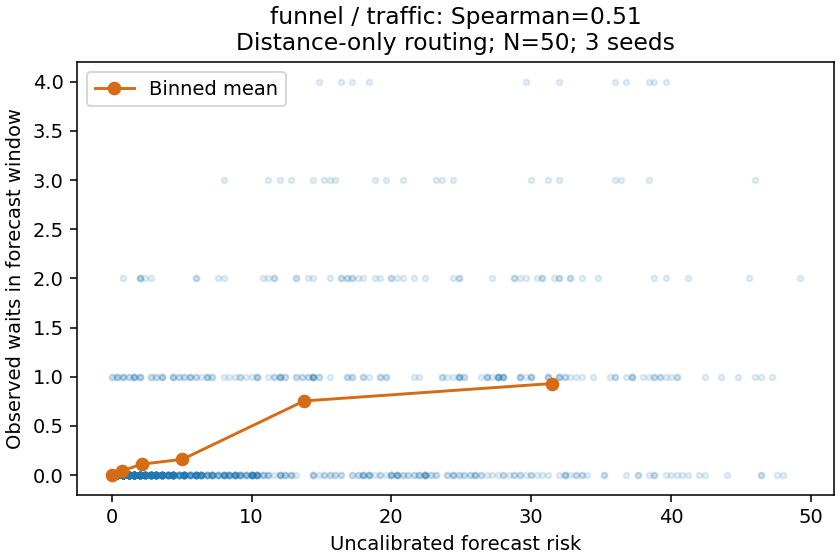 funnel / traffic: Spearman=0.51
Distance-only routing; N=50; 3 seeds
Binned mean
Observed waits in forecast window
4.0
3.5
3.0
2.5
2.0
1.5
1.0
0.5
0.0
0 10 20 30 40 50
Uncalibrated forecast risk